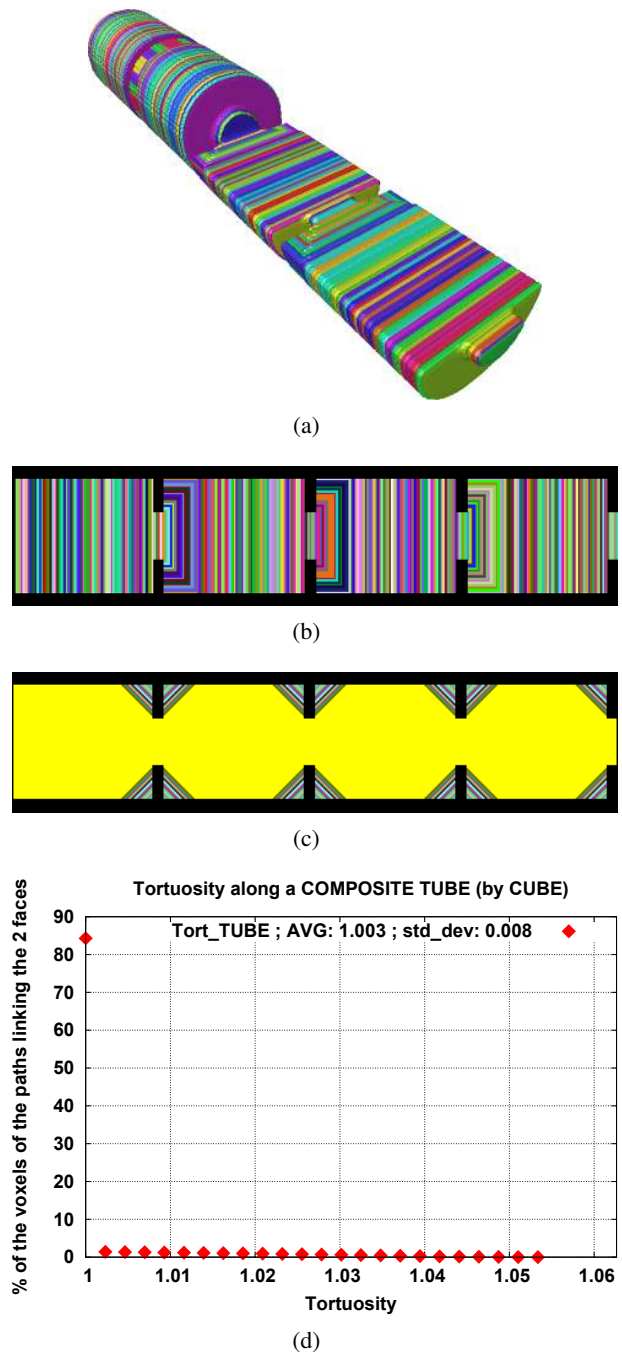 (a)
(b)
(c)
Tortuosity along a COMPOSITE TUBE (by CUBE)
% of the voxels of the paths linking the 2 faces
90
80
70
60
50
40
30
20
10
0
Tort_TUBE ; AVG: 1.003 ; std_dev: 0.008
1 1.01 1.02 1.03 1.04 1.05 1.06
Tortuosity
(d)